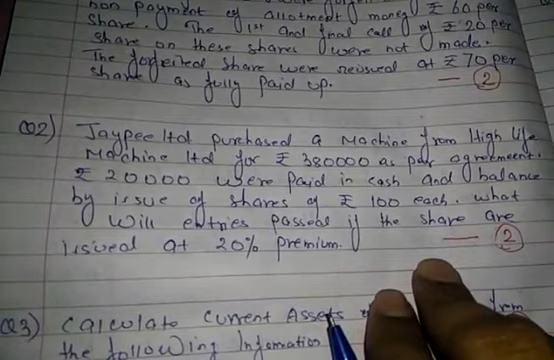 non payment of allotment money ₹ 60 per
share. The 1st and final call of ₹ 20 per
share on these shares were not made.
The forfeited share were reissued at ₹ 70 per
share as fully paid up. — 2
Q2) Jaypee ltd purchased a Machine from High life
Machine ltd for ₹ 380000 as per agreement.
₹ 20000 were paid in cash and balance
by issue of shares of ₹ 100 each. what
will entries passed if the share are
issued at 20% premium. — 2
Q3) Calculate Current Assets from
the following Information